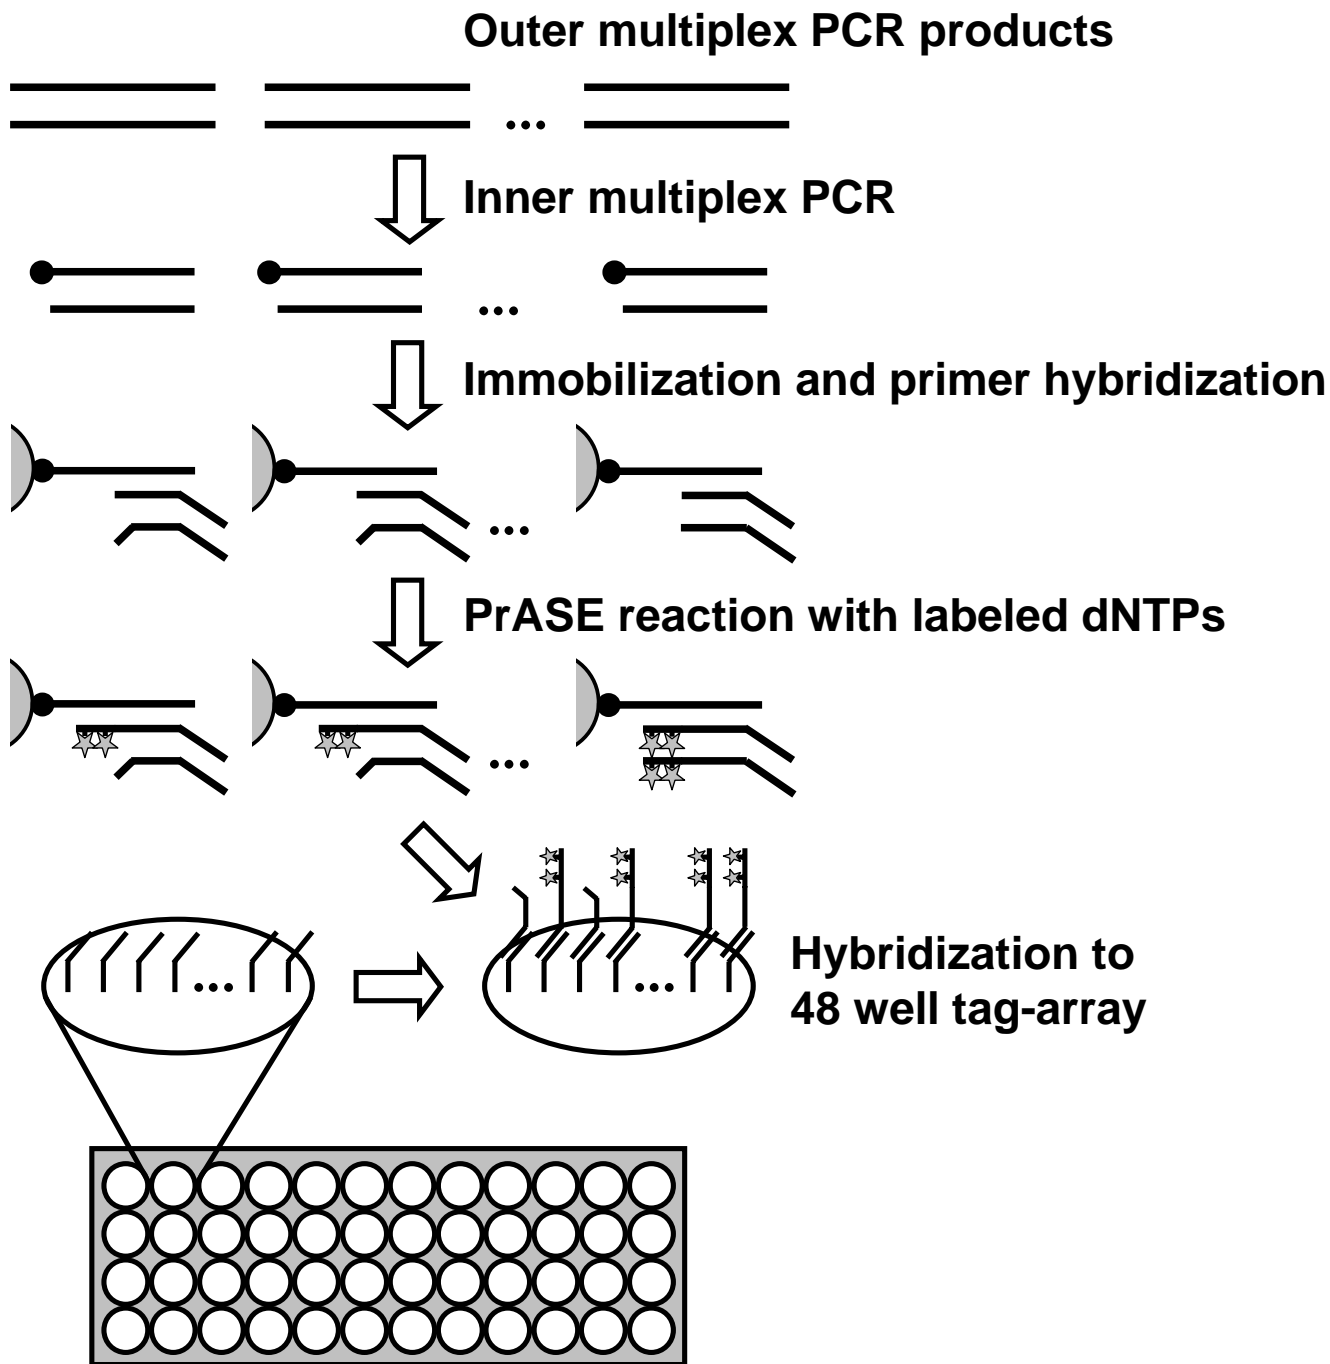 Outer multiplex PCR products
...
Inner multiplex PCR
...
Immobilization and primer hybridization
...
PrASE reaction with labeled dNTPs
...
Hybridization to
48 well tag-array
... ...